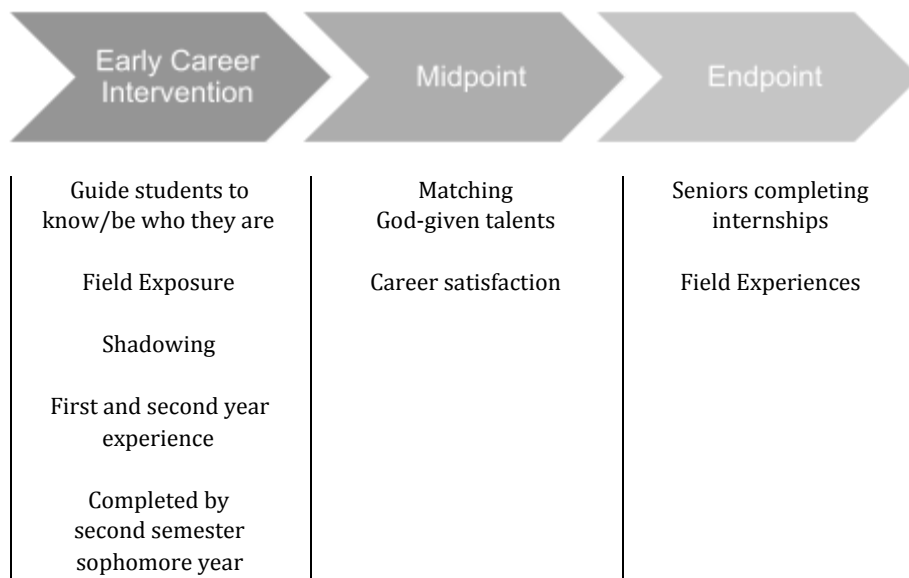 Early Career
Intervention
Midpoint
Endpoint
Guide students to
know/be who they are
Field Exposure
Shadowing
First and second year
experience
Completed by
second semester
sophomore year
Matching
God-given talents
Career satisfaction
Seniors completing
internships
Field Experiences